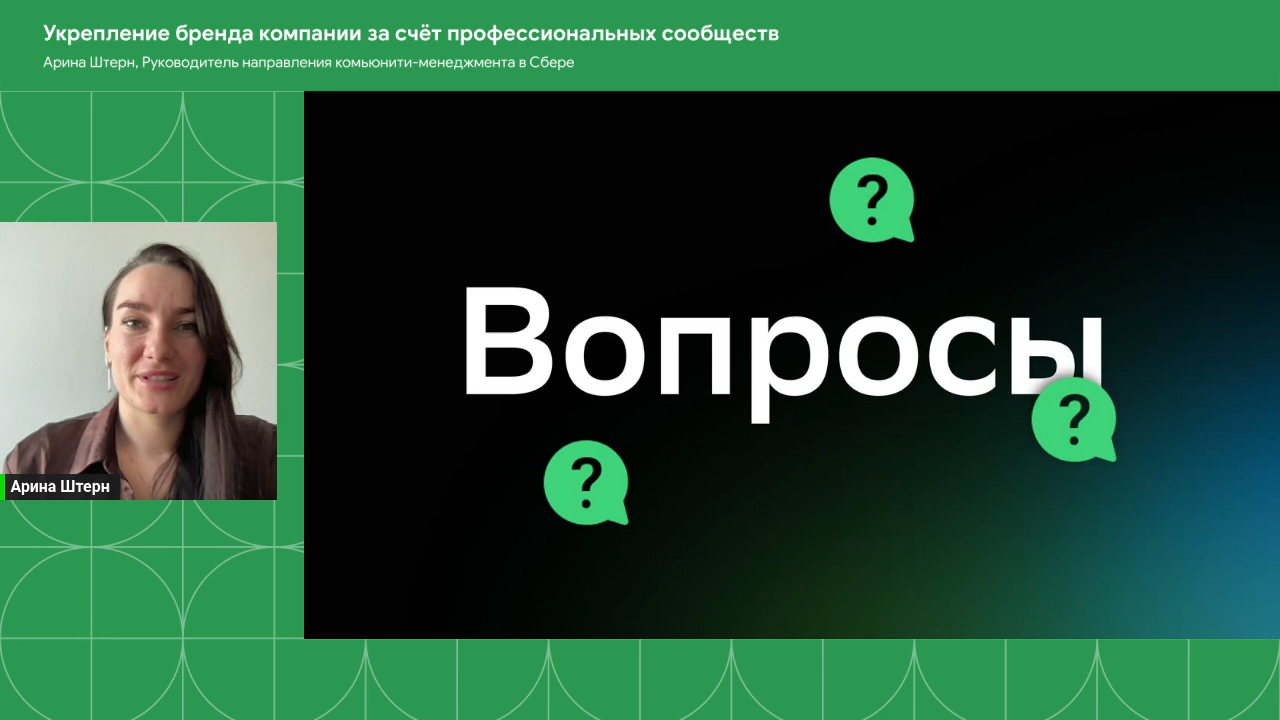 Укрепление бренда компании за счёт профессиональных сообществ
Арина Штерн, Руководитель направления комьюнити-менеджмента в Сбере
?
Вопросы
?
?
Арина Штерн